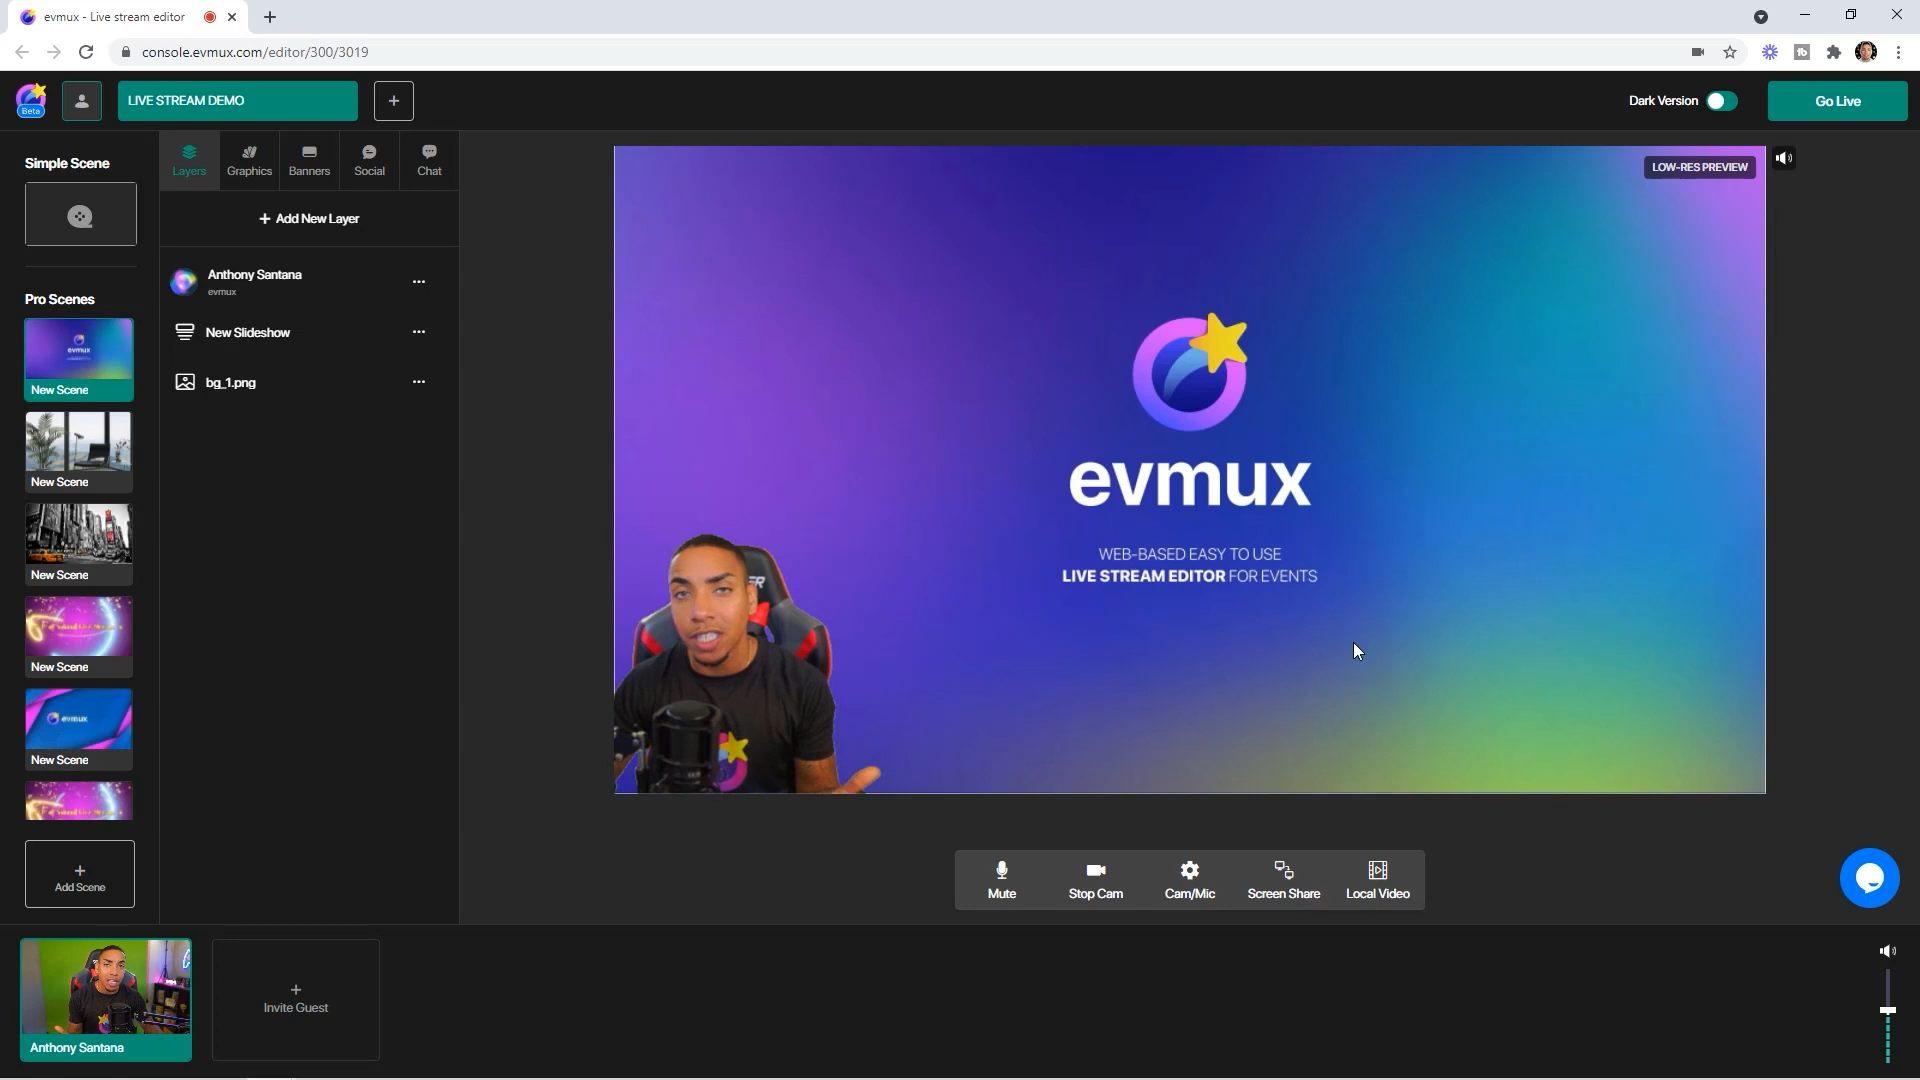 evmux - Live stream editor
console.evmux.com/editor/300/3019
Beta
LIVE STREAM DEMO
Dark Version
Go Live
Simple Scene
Layers
Graphics
Banners
Social
Chat
LOW-RES PREVIEW
+ Add New Layer
Anthony Santana
evmux
New Slideshow
bg_1.png
Pro Scenes
evmux
New Scene
New Scene
New Scene
New Scene
evmux
New Scene
+
Add Scene
evmux
WEB-BASED EASY TO USE
LIVE STREAM EDITOR FOR EVENTS
Mute
Stop Cam
Cam/Mic
Screen Share
Local Video
Anthony Santana
+
Invite Guest